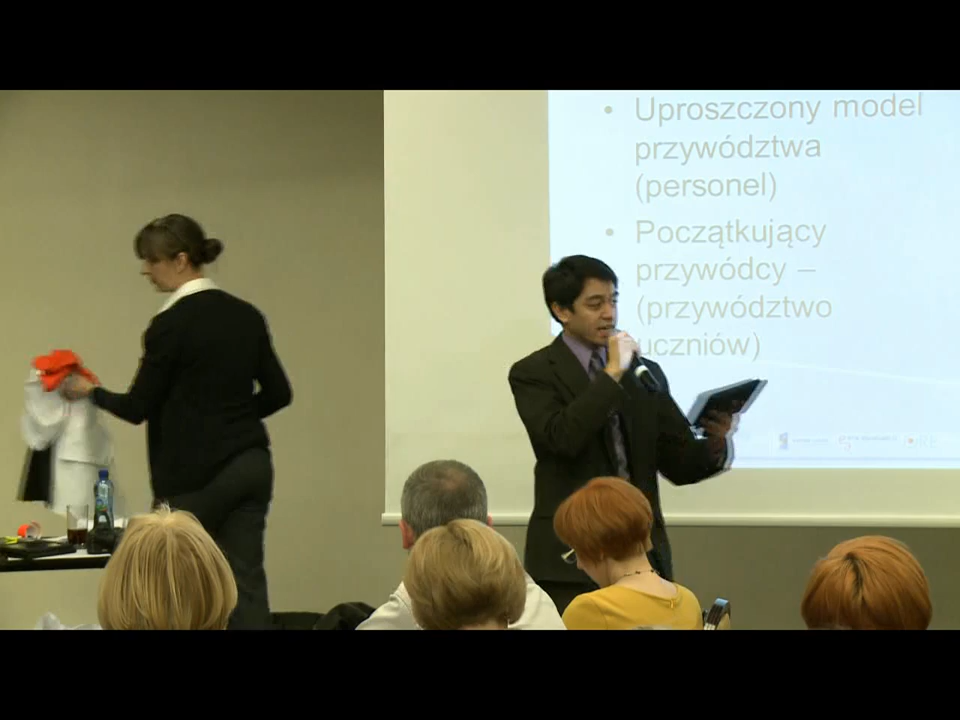 • Uproszczony model
przywództwa
(personel)
• Początkujący
przywódcy –
(przywództwo
uczniów)